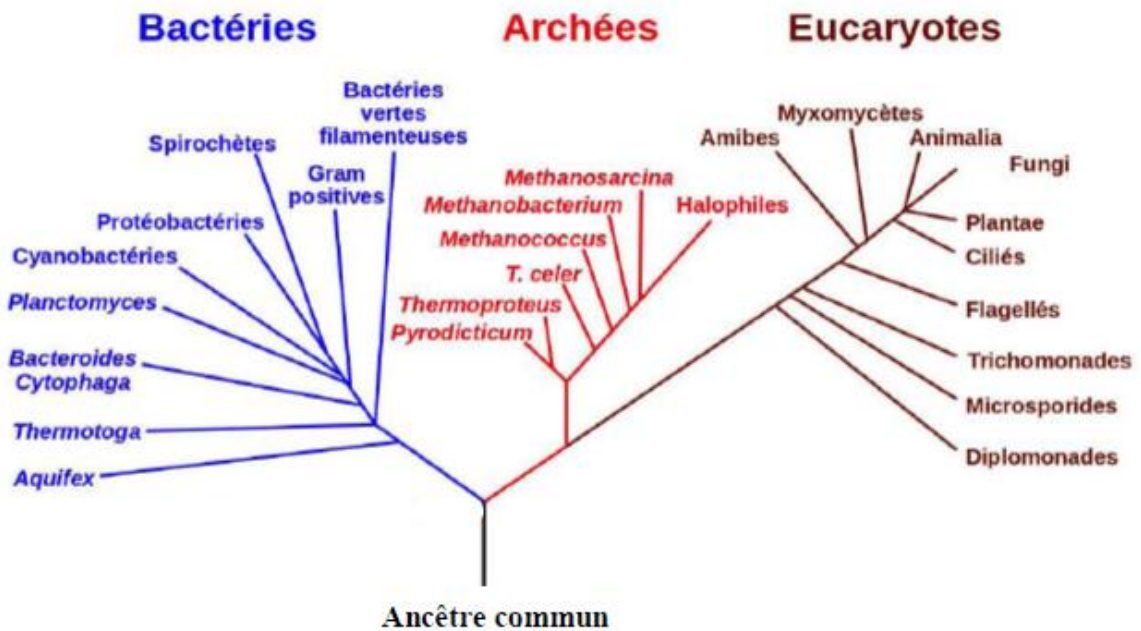 Bactéries
Archées
Eucaryotes
Bactéries
vertes
filamenteuses
Spirochètes
Gram
positives
Protéobactéries
Cyanobactéries
Planctomyces
Bacteroides
Cytophaga
Thermotoga
Aquifex
Methanosarcina
Methanobacterium
Halophiles
Methanococcus
T. celer
Thermoproteus
Pyrodicticum
Myxomycètes
Amibes
Animalia
Fungi
Plantae
Ciliés
Flagellés
Trichomonades
Microsporides
Diplomonades
Ancêtre commun